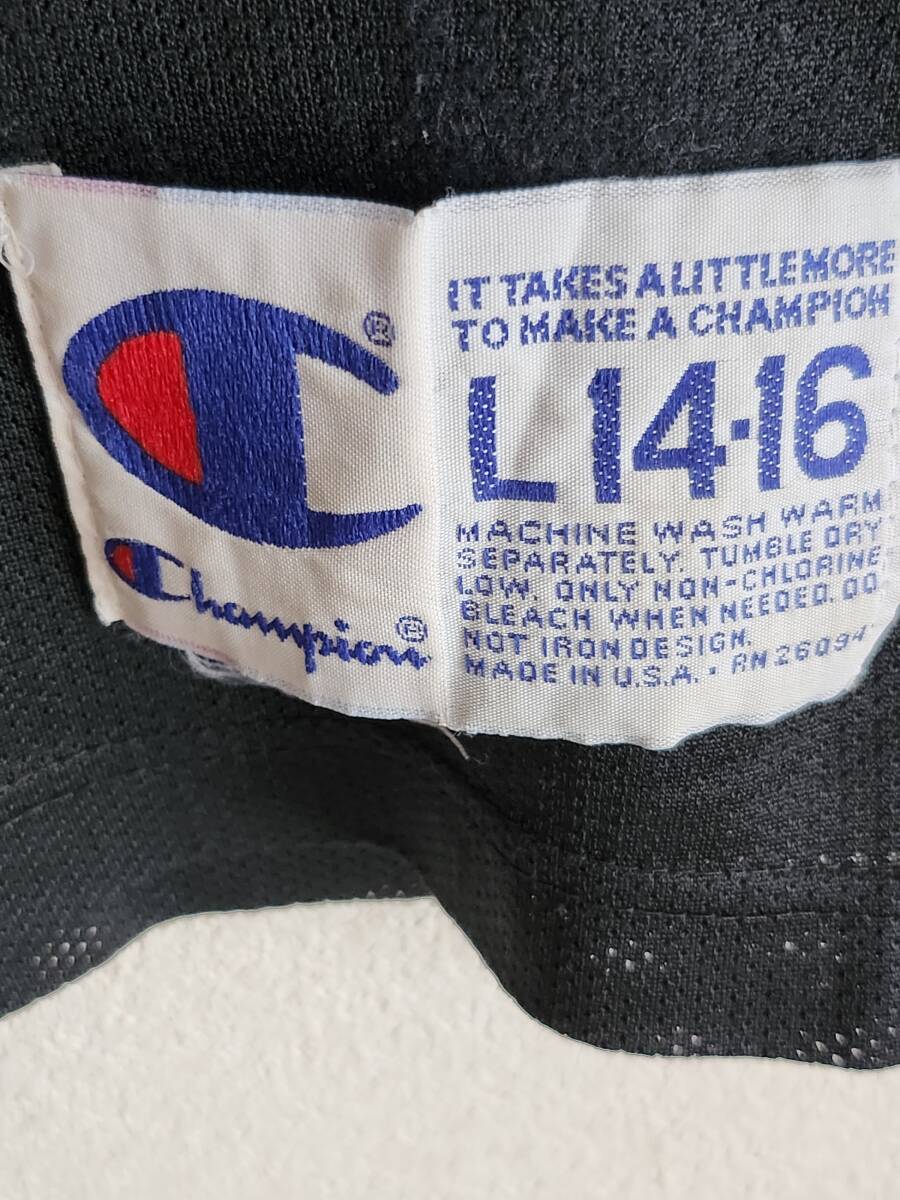 ®
Champion®
IT TAKES A LITTLE MORE
TO MAKE A CHAMPION
L 14-16
MACHINE WASH WARM
SEPARATELY. TUMBLE DRY
LOW. ONLY NON-CHLORINE
BLEACH WHEN NEEDED. DO
NOT IRON DESIGN.
MADE IN U.S.A. · RN 26094